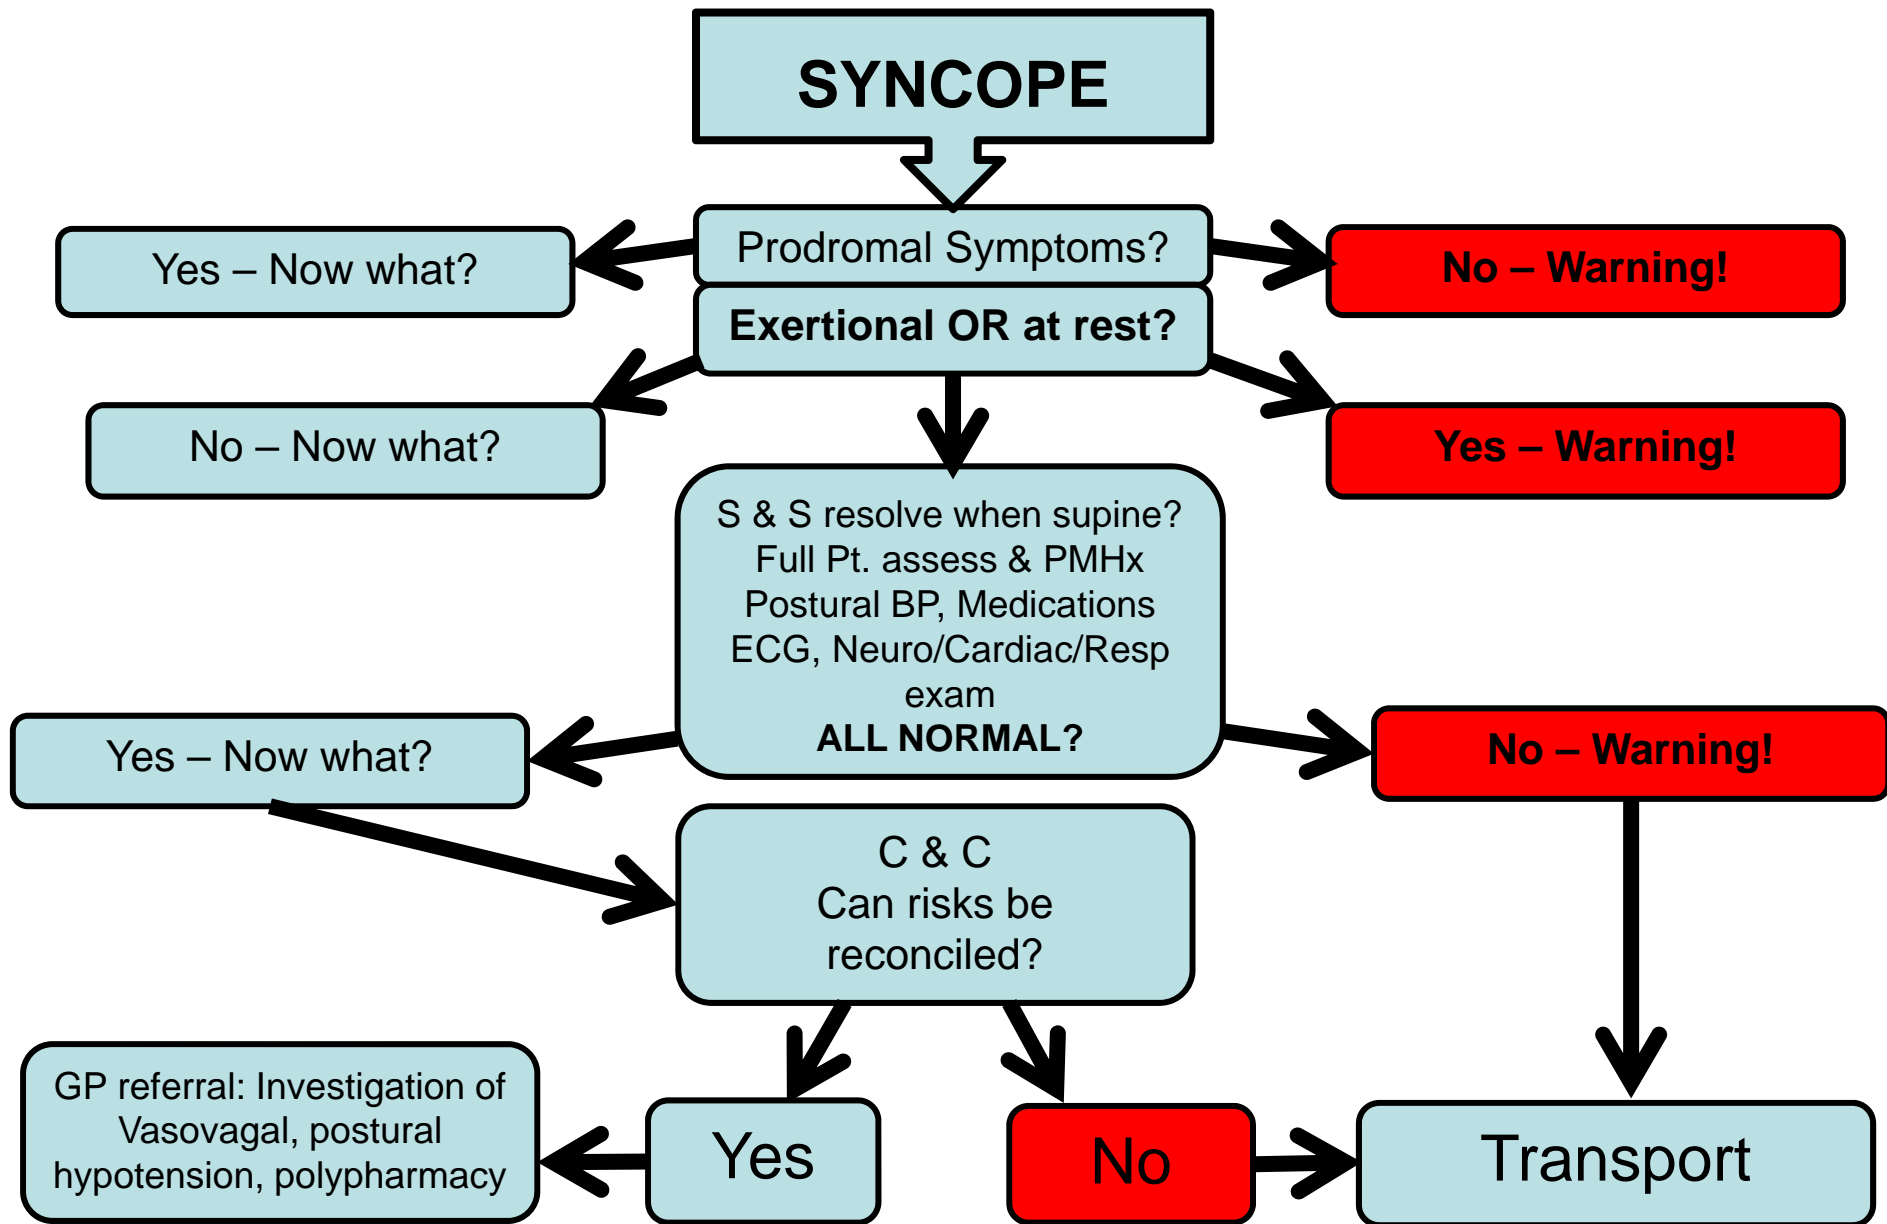 SYNCOPE
Prodromal Symptoms?
Yes – Now what?
No – Warning!
Exertional OR at rest?
No – Now what?
Yes – Warning!
S & S resolve when supine?
Full Pt. assess & PMHx
Postural BP, Medications
ECG, Neuro/Cardiac/Resp
exam
ALL NORMAL?
Yes – Now what?
No – Warning!
C & C
Can risks be
reconciled?
GP referral: Investigation of
Vasovagal, postural
hypotension, polypharmacy
Yes
No
Transport